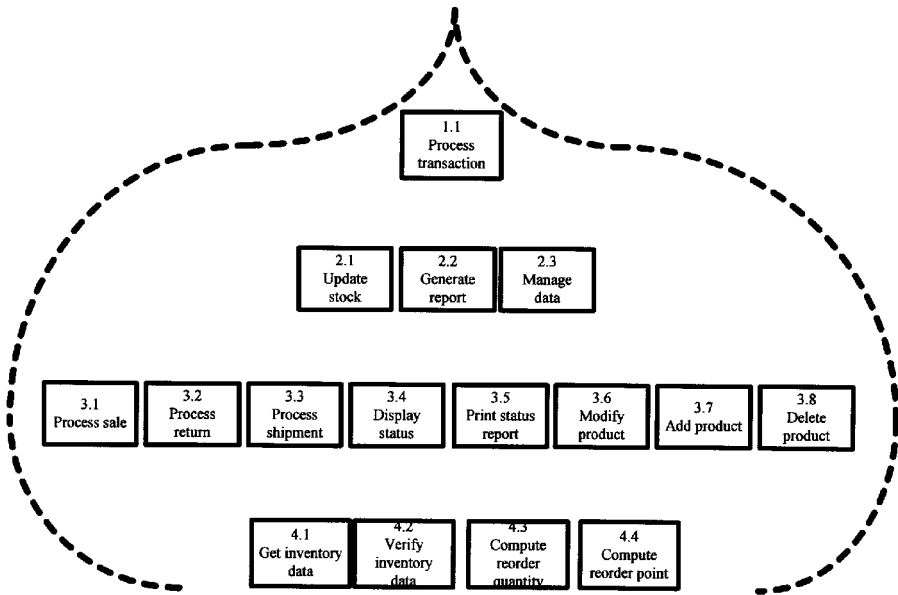 1.1
Process
transaction
2.1
Update
stock
2.2
Generate
report
2.3
Manage
data
3.1
Process sale
3.2
Process
return
3.3
Process
shipment
3.4
Display
status
3.5
Print status
report
3.6
Modify
product
3.7
Add product
3.8
Delete
product
4.1
Get inventory
data
4.2
Verify
inventory
data
4.3
Compute
reorder
quantity
4.4
Compute
reorder point